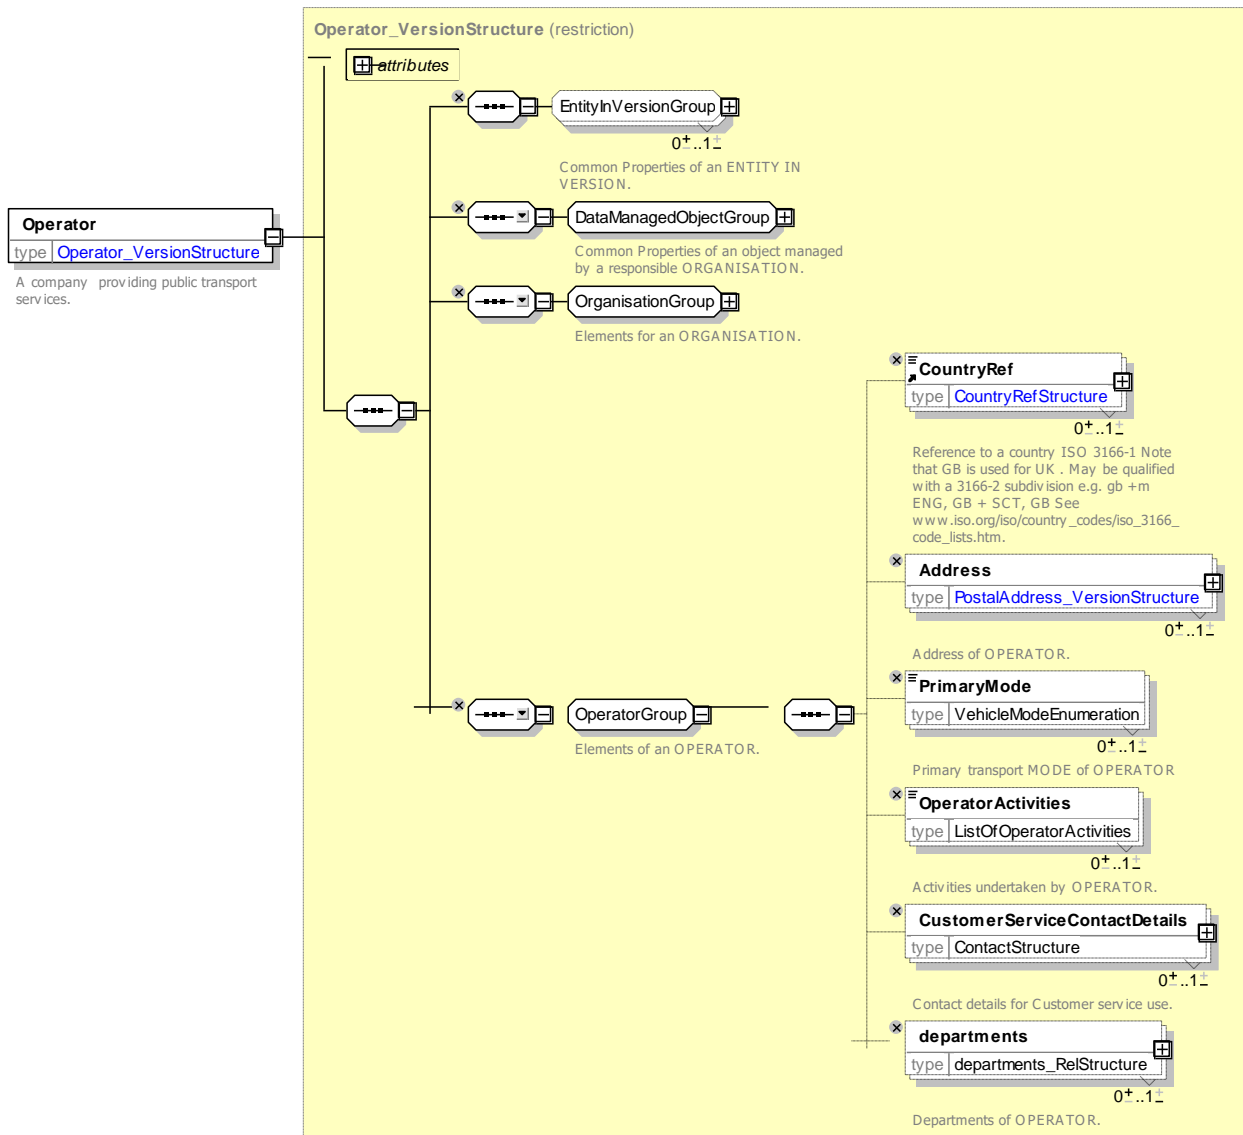 Operator_VersionStructure (restriction)
attributes
EntityInVersionGroup
0..1
Common Properties of an ENTITY IN
VERSION.
Operator
type Operator_VersionStructure
A company providing public transport
services.
DataManagedObjectGroup
Common Properties of an object managed
by a responsible ORGANISATION.
OrganisationGroup
Elements for an ORGANISATION.
CountryRef
type CountryRefStructure
0..1
Reference to a country ISO 3166-1 Note
that GB is used for UK . May be qualified
with a 3166-2 subdivision e.g. gb +m
ENG, GB + SCT, GB See
www.iso.org/iso/country_codes/iso_3166_
code_lists.htm.
Address
type PostalAddress_VersionStructure
0..1
Address of OPERATOR.
PrimaryMode
type VehicleModeEnumeration
0..1
Primary transport MODE of OPERATOR
OperatorGroup
Elements of an OPERATOR.
OperatorActivities
type ListOfOperatorActivities
0..1
Activities undertaken by OPERATOR.
CustomerServiceContactDetails
type ContactStructure
0..1
Contact details for Customer service use.
departments
type departments_RelStructure
0..1
Departments of OPERATOR.